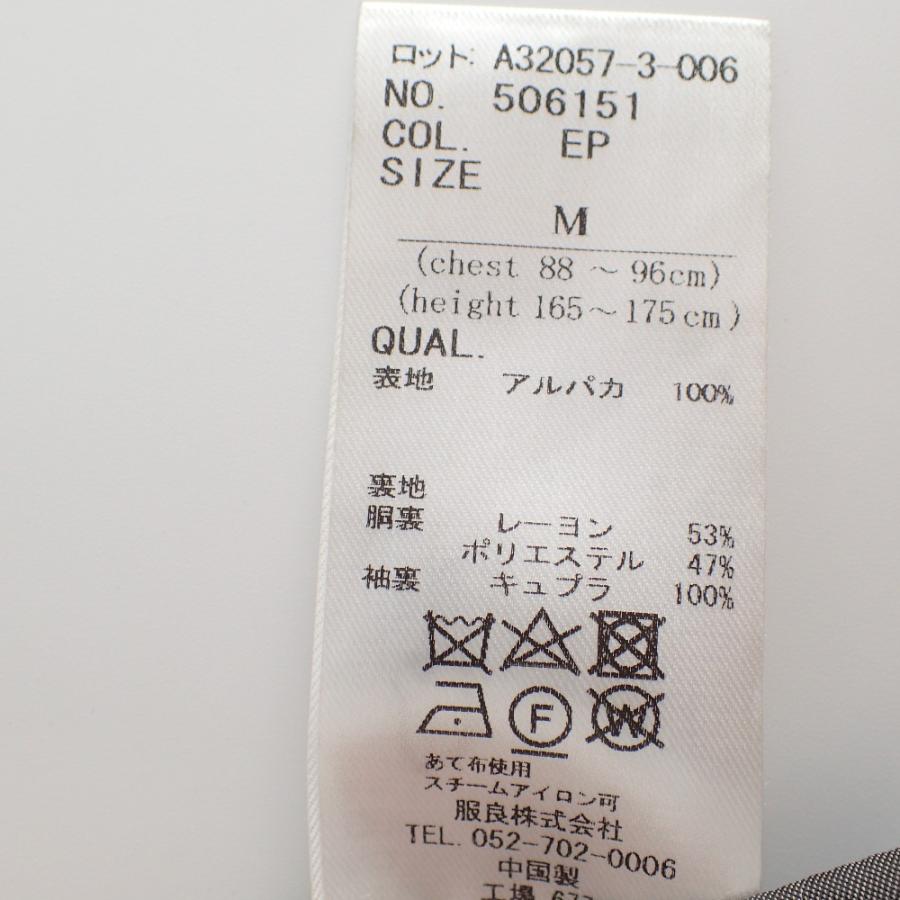 ロット: A32057-3-006
NO. 506151
COL. EP
SIZE
M
(chest 88 ～ 96cm)
(height 165～175cm)
QUAL.
表地 アルパカ 100%
裏地
胴裏 レーヨン 53%
ポリエステル 47%
袖裏 キュプラ 100%
F
W
あて布使用
スチームアイロン可
服良株式会社
TEL. 052-702-0006
中国製
工場